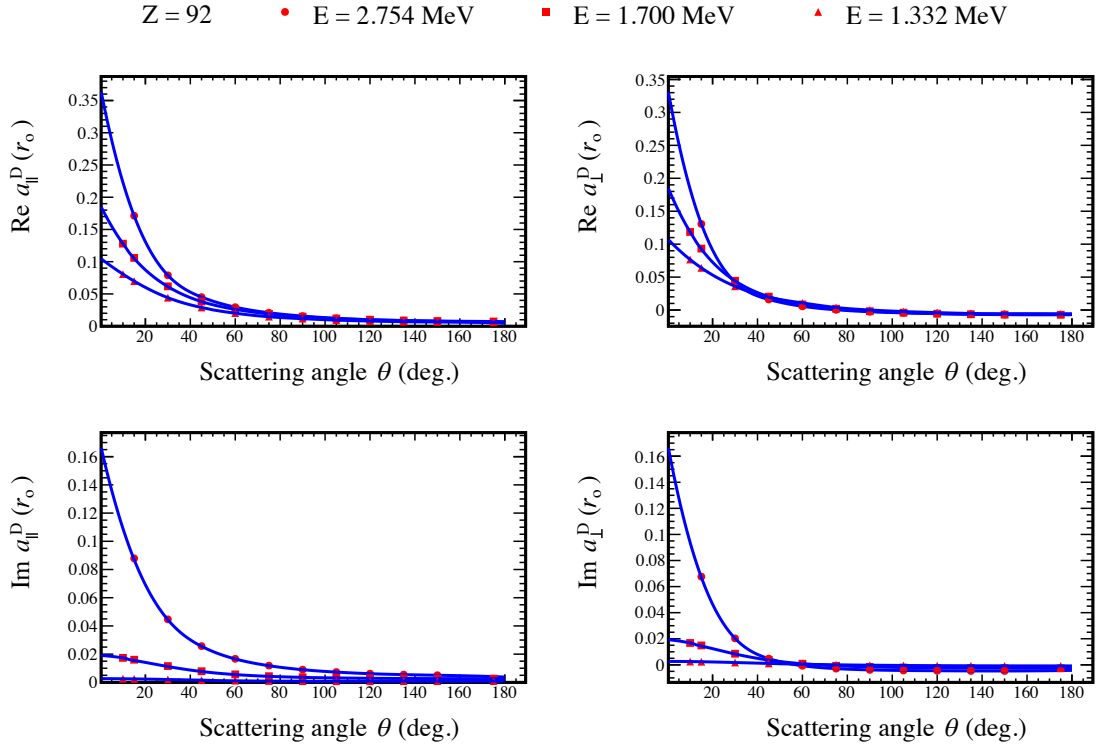 Z = 92 E = 2.754 MeV E = 1.700 MeV E = 1.332 MeV
Re a∥ᴰ (rₒ)
0.35
0.3
0.25
0.2
0.15
0.1
0.05
0
20 40 60 80 100 120 140 160 180
Scattering angle θ (deg.)
Re a⊥ᴰ (rₒ)
0.35
0.3
0.25
0.2
0.15
0.1
0.05
0
20 40 60 80 100 120 140 160 180
Scattering angle θ (deg.)
Im a∥ᴰ (rₒ)
0.16
0.14
0.12
0.1
0.08
0.06
0.04
0.02
0
20 40 60 80 100 120 140 160 180
Scattering angle θ (deg.)
Im a⊥ᴰ (rₒ)
0.16
0.14
0.12
0.1
0.08
0.06
0.04
0.02
0
20 40 60 80 100 120 140 160 180
Scattering angle θ (deg.)